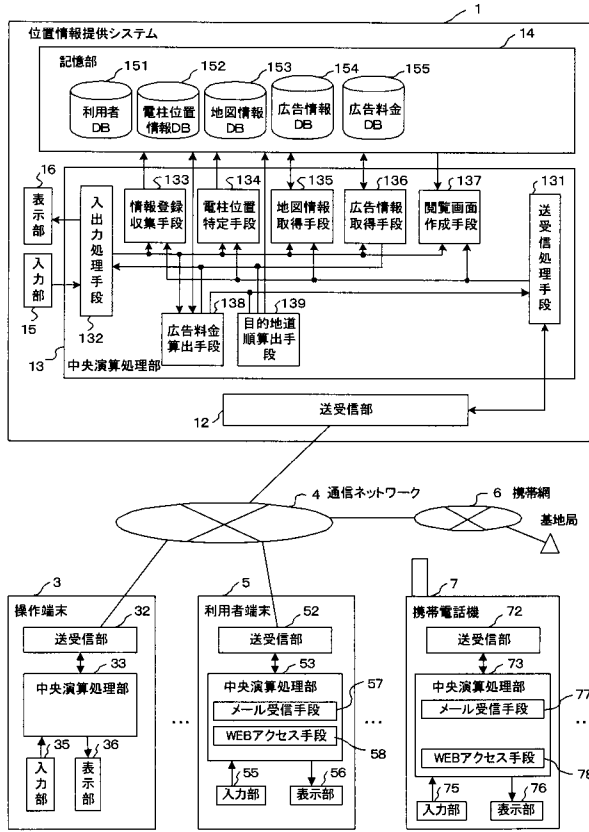 1
位置情報提供システム
14
記憶部
151
152
153
154
155
利用者
DB
電柱位置
情報DB
地図情報
DB
広告情報
DB
広告料金
DB
16
表示部
入力部
15
入出力処理手段
132
133
134
135
136
137
131
情報登録
収集手段
電柱位置
特定手段
地図情報
取得手段
広告情報
取得手段
閲覧画面
作成手段
送受信処理手段
138
139
広告料金
算出手段
目的地道
順算出手
段
13
中央演算処理部
12
送受信部
4
通信ネットワーク
6
携帯網
基地局
3
操作端末
32
送受信部
33
中央演算処理部
35
36
入力部
表示部
...
5
利用者端末
52
送受信部
53
中央演算処理部
57
メール受信手段
WEBアクセス手段
58
55
56
入力部
表示部
...
7
携帯電話機
72
送受信部
73
中央演算処理部
77
メール受信手段
WEBアクセス手段
78
75
76
入力部
表示部
...